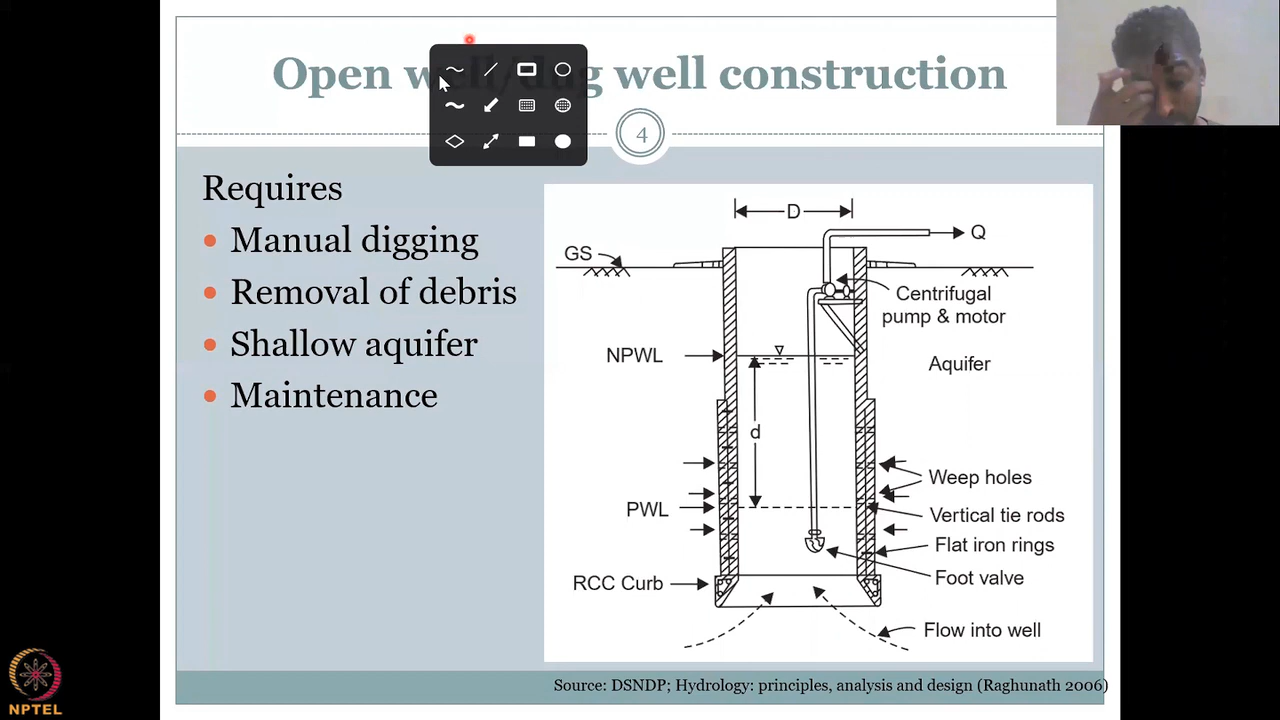 Open well/dug well construction
4
Requires
• Manual digging
• Removal of debris
• Shallow aquifer
• Maintenance
D
Q
GS
Centrifugal
pump & motor
NPWL
Aquifer
d
Weep holes
PWL
Vertical tie rods
Flat iron rings
Foot valve
RCC Curb
Flow into well
Source: DSNDP; Hydrology: principles, analysis and design (Raghunath 2006)
NPTEL